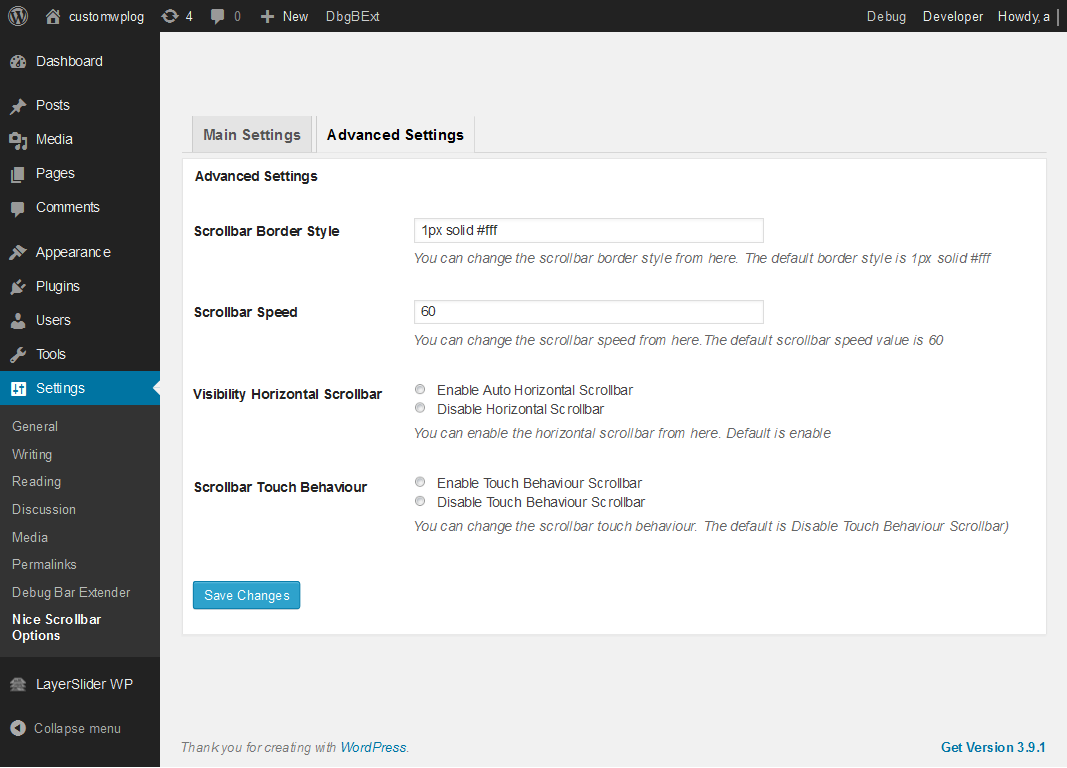 customwplog 4 0 New DbgBExt Debug Developer Howdy, a
Dashboard
Posts
Media
Pages
Comments
Appearance
Plugins
Users
Tools
Settings
General
Writing
Reading
Discussion
Media
Permalinks
Debug Bar Extender
Nice Scrollbar
Options
LayerSlider WP
Collapse menu
Main Settings Advanced Settings
Advanced Settings
Scrollbar Border Style 1px solid #fff
You can change the scrollbar border style from here. The default border style is 1px solid #fff
Scrollbar Speed 60
You can change the scrollbar speed from here.The default scrollbar speed value is 60
Visibility Horizontal Scrollbar Enable Auto Horizontal Scrollbar
Disable Horizontal Scrollbar
You can enable the horizontal scrollbar from here. Default is enable
Scrollbar Touch Behaviour Enable Touch Behaviour Scrollbar
Disable Touch Behaviour Scrollbar
You can change the scrollbar touch behaviour. The default is Disable Touch Behaviour Scrollbar)
Save Changes
Thank you for creating with WordPress. Get Version 3.9.1